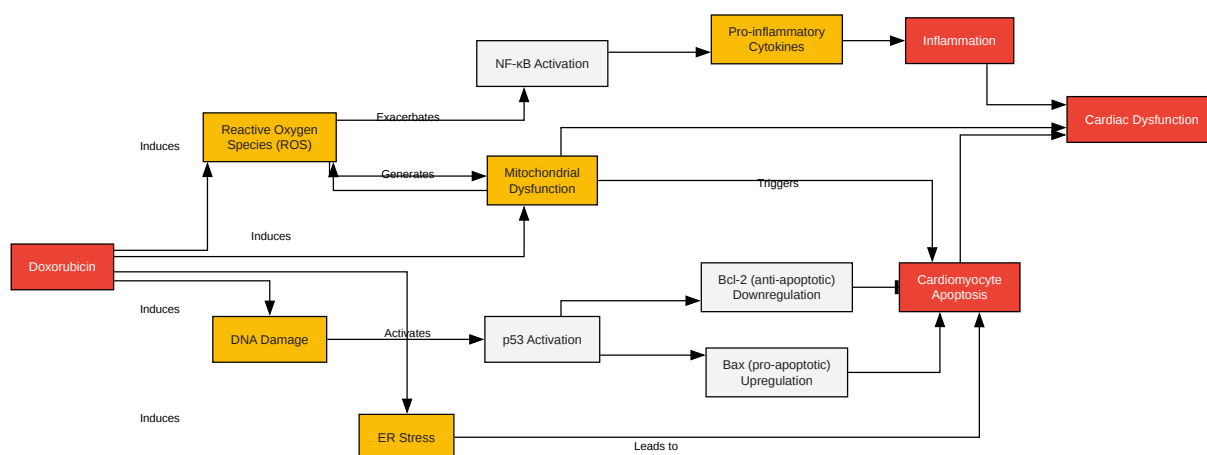 Pro-inflammatory
Cytokines
Inflammation
NF-κB Activation
Exacerbates
Cardiac Dysfunction
Reactive Oxygen
Species (ROS)
Induces
Generates
Mitochondrial
Dysfunction
Triggers
Induces
Doxorubicin
Bcl-2 (anti-apoptotic)
Downregulation
Cardiomyocyte
Apoptosis
Induces
DNA Damage
Activates
p53 Activation
Bax (pro-apoptotic)
Upregulation
Induces
ER Stress
Leads to